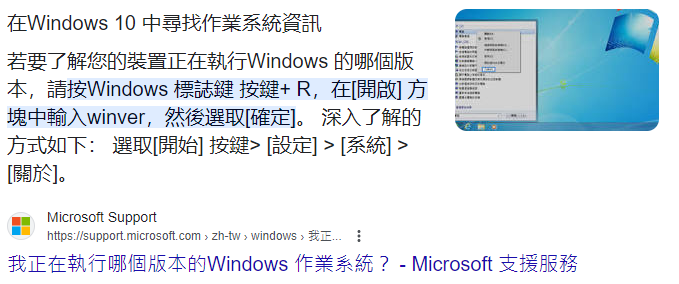 在Windows 10 中尋找作業系統資訊
若要了解您的裝置正在執行Windows 的哪個版
本，請按Windows 標誌鍵 按鍵+ R，在[開啟] 方
塊中輸入winver，然後選取[確定]。 深入了解的
方式如下： 選取[開始] 按鍵> [設定] > [系統] >
[關於]。
Microsoft Support
https://support.microsoft.com › zh-tw › windows › 我正...
我正在執行哪個版本的Windows 作業系統？ - Microsoft 支援服務